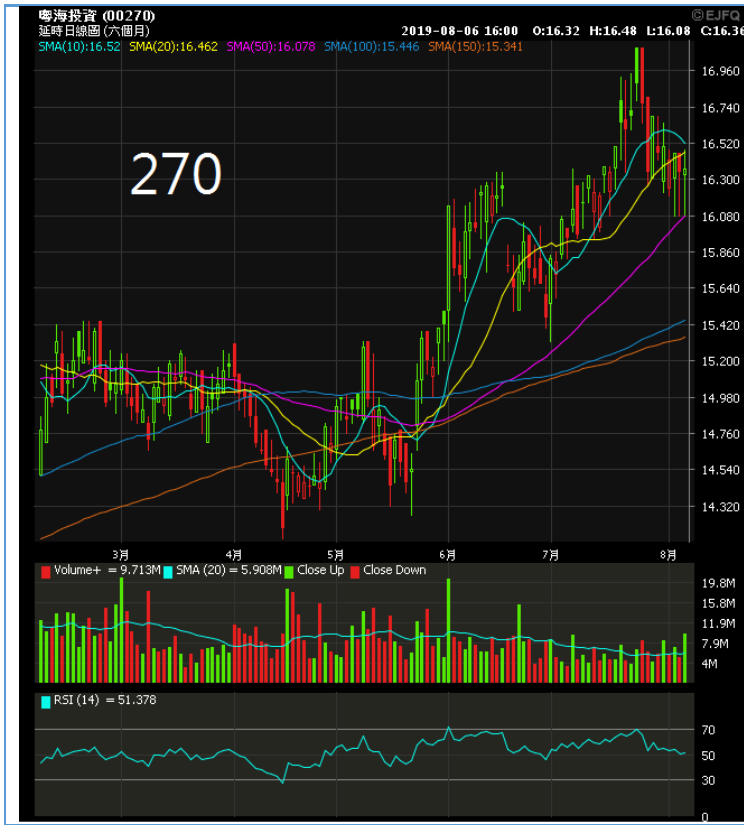 粵海投資 (00270)
©EJFQ
延時日線圖 (六個月)
2019-08-06 16:00 O:16.32 H:16.48 L:16.08 C:16.36
SMA(10):16.52 SMA(20):16.462 SMA(50):16.078 SMA(100):15.446 SMA(150):15.341
270
16.960
16.740
16.520
16.300
16.080
15.860
15.640
15.420
15.200
14.980
14.760
14.540
14.320
3月 4月 5月 6月 7月 8月
Volume+ = 9.713M SMA (20) = 5.908M Close Up Close Down
19.8M
15.8M
11.9M
7.9M
4M
RSI (14) = 51.378
70
50
30
0